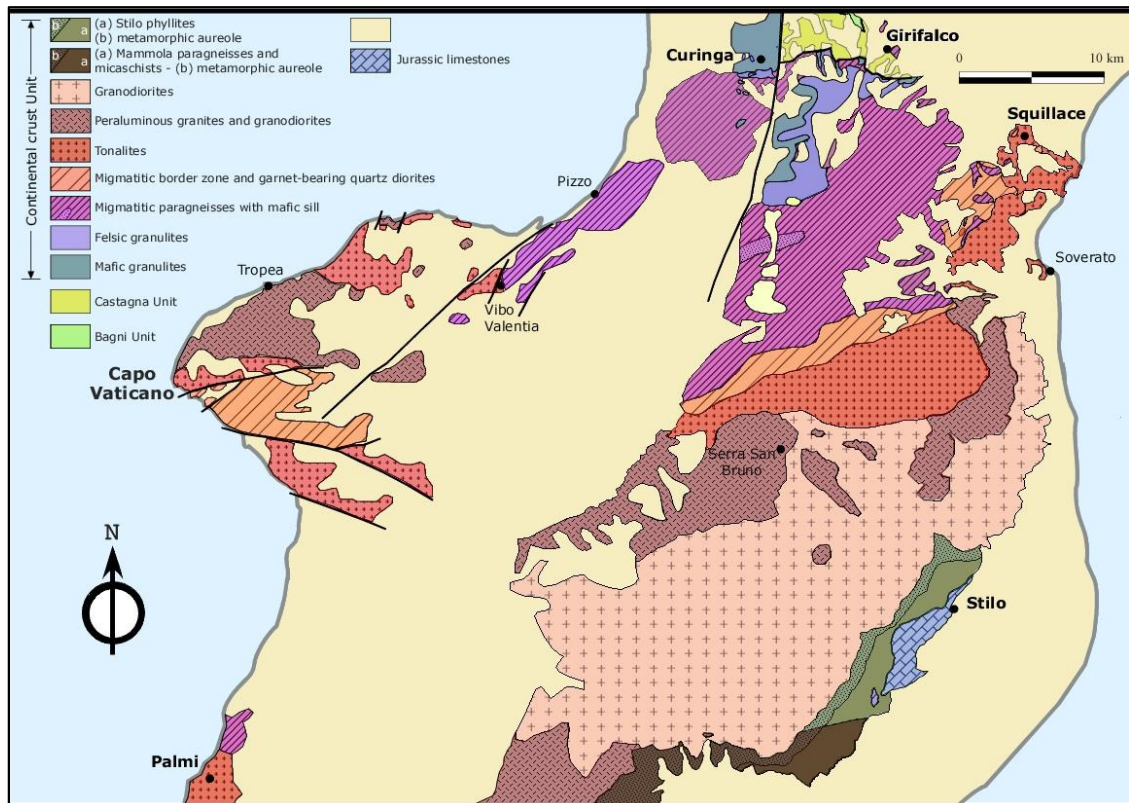 Continental crust Unit
b a (a) Stilo phyllites
(b) metamorphic aureole
b a (a) Mammola paragneisses and
micaschists - (b) metamorphic aureole
Granodiorites
Peraluminous granites and granodiorites
Tonalites
Migmatitic border zone and garnet-bearing quartz diorites
Migmatitic paragneisses with mafic sill
Felsic granulites
Mafic granulites
Castagna Unit
Bagni Unit
Jurassic limestones
Curinga
Girifalco
0 10 km
Squillace
Pizzo
Tropea
Vibo
Valentia
Soverato
Capo
Vaticano
Serra San
Bruno
N
Stilo
Palmi